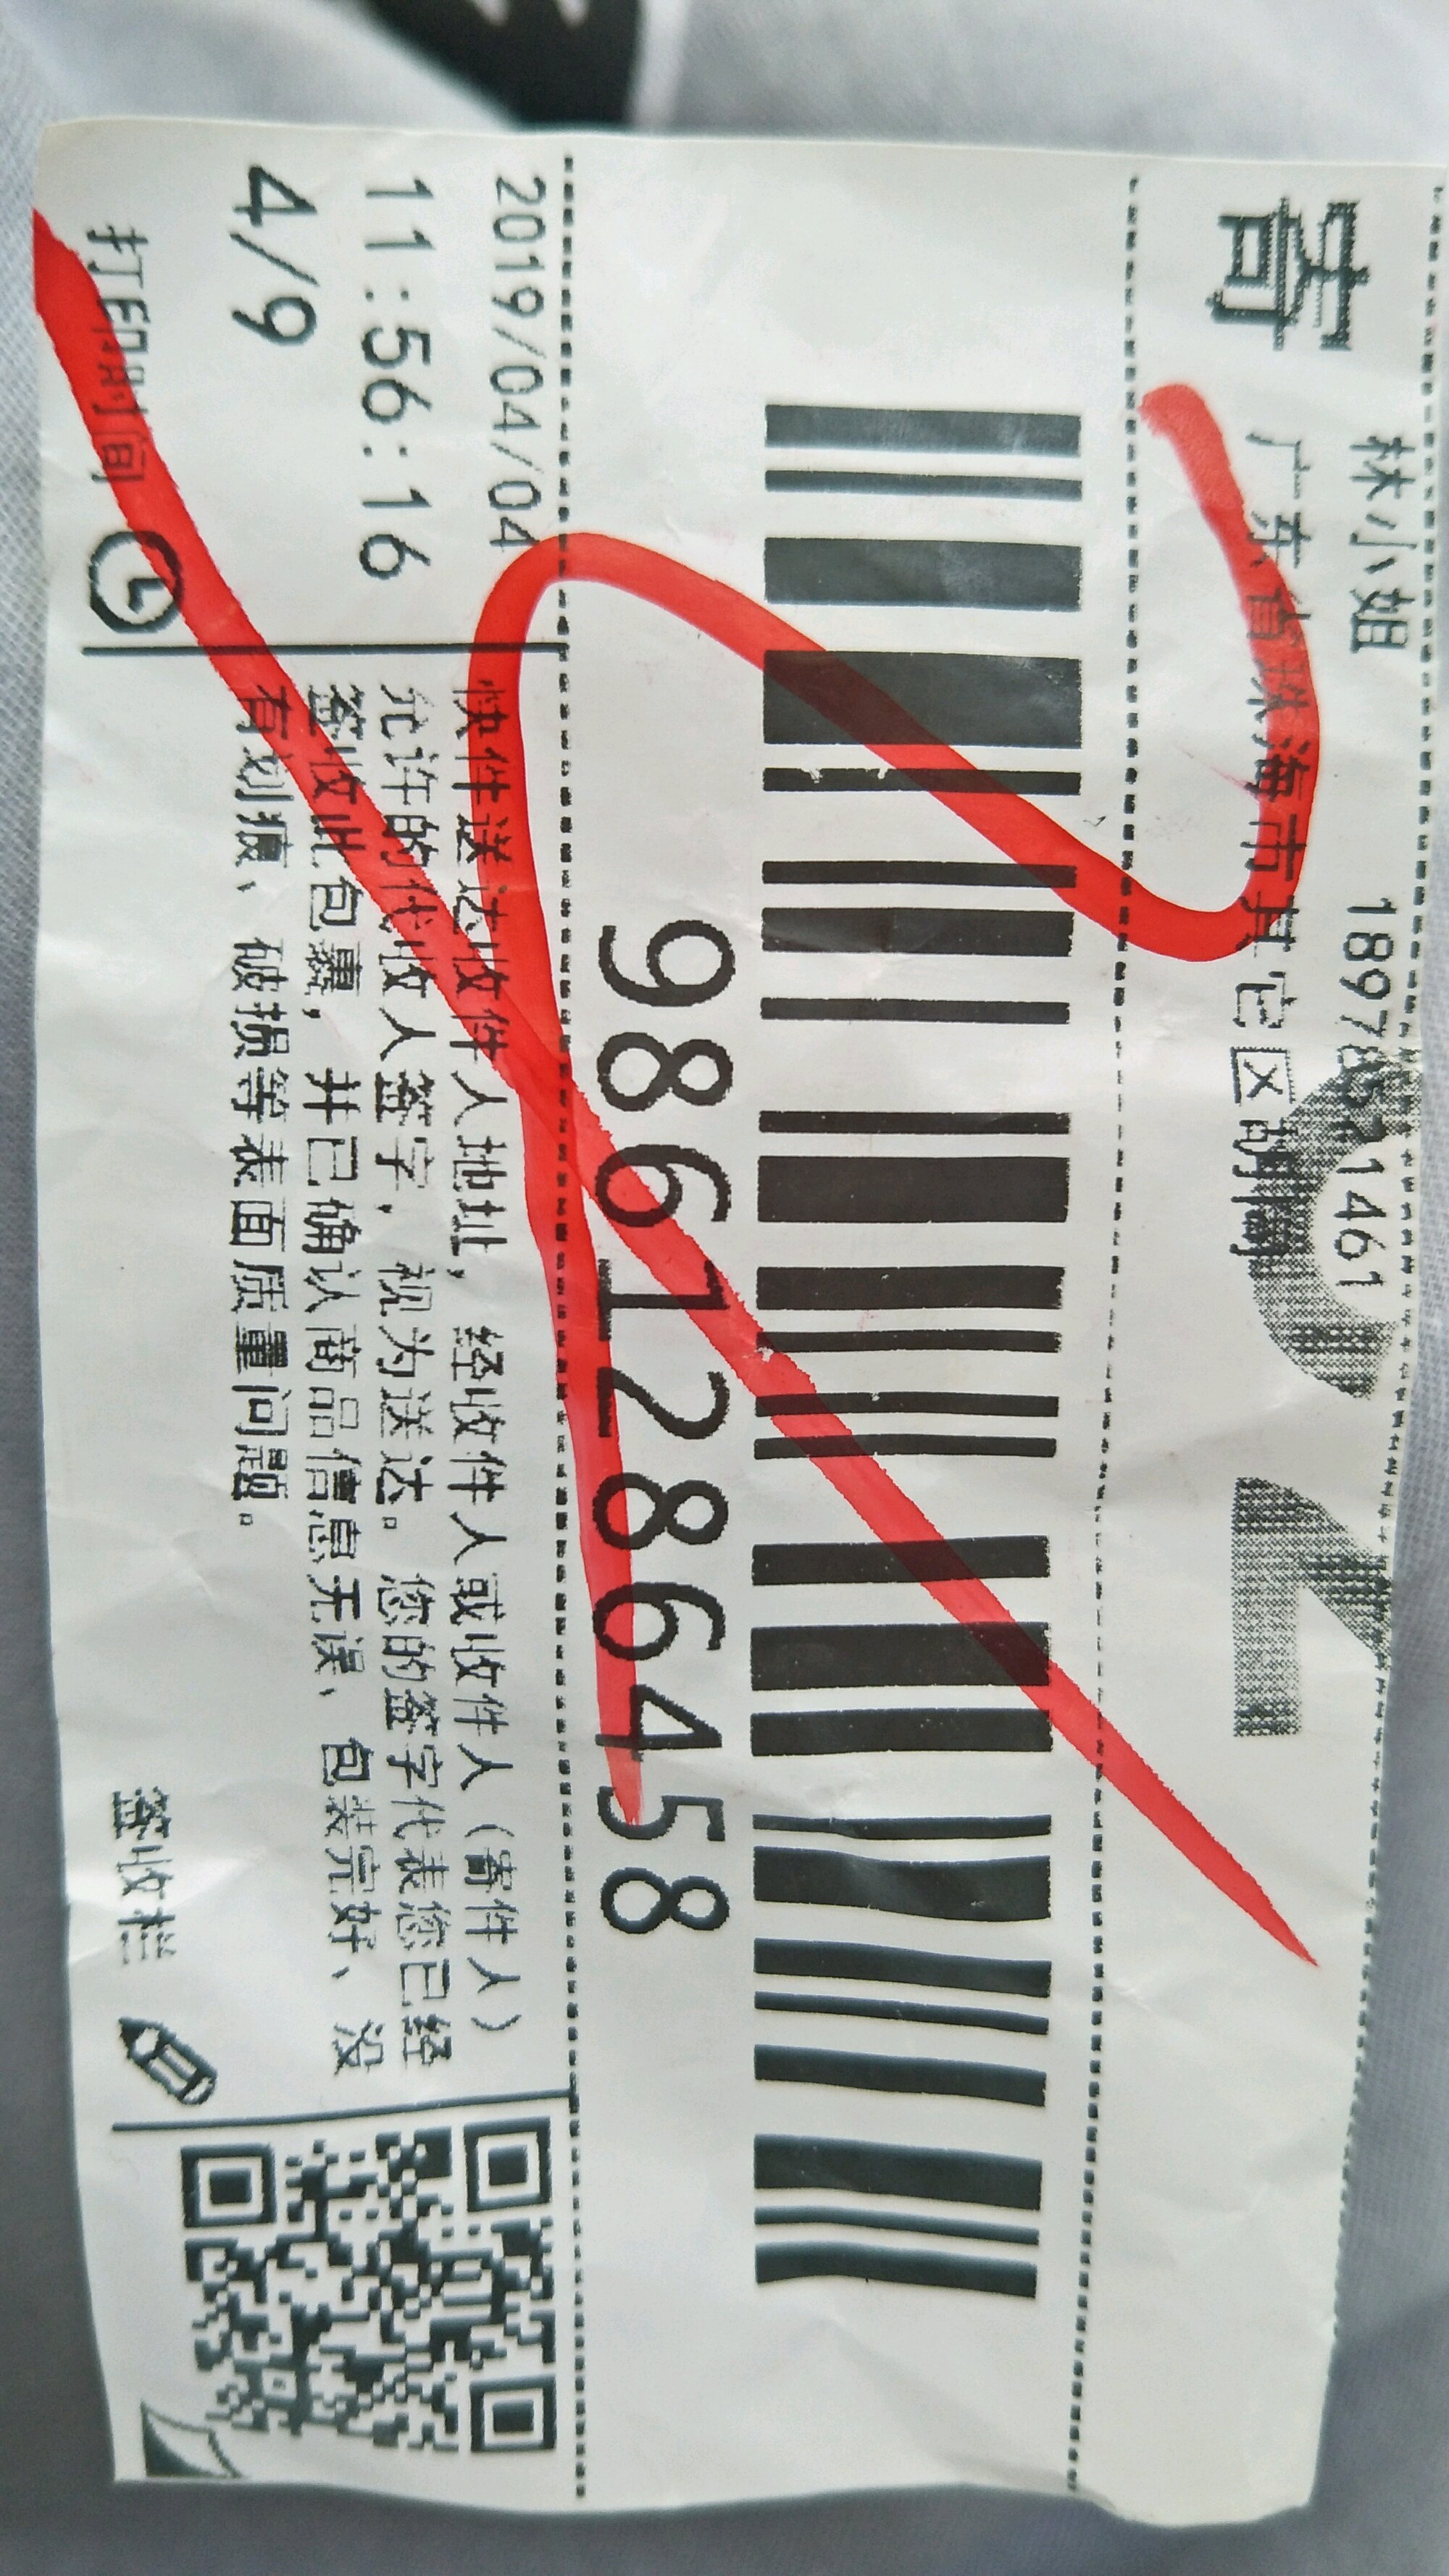 寄
林小姐 18978521461
广东省珠海市其它区的啊
9861286458
2019/04/04
11:56:16
4/9
打印时间
快件送达收件人地址，经收件人或收件人（寄件人）
允许的代收人签字，视为送达。您的签字代表您已经
签收此包裹，并已确认商品信息无误、包装完好、没
有划痕、破损等表面质量问题。
签收栏